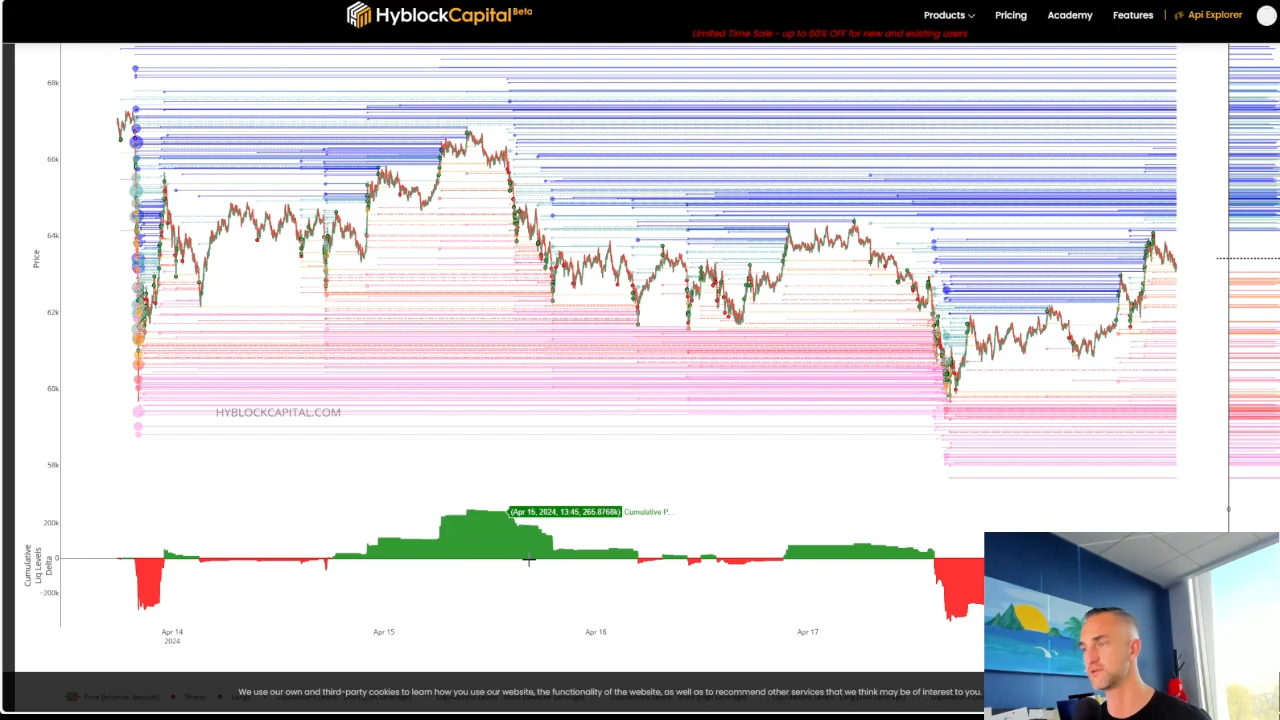 HyblockCapital Beta
Products
Pricing
Academy
Features
Api Explorer
Limited Time Sale - up to 60% OFF for new and existing users
68k
66k
64k
62k
60k
58k
Price
HYBLOCKCAPITAL.COM
(Apr 15, 2024, 13:45, 265.8768k) Cumulative P...
200k
0
−200k
Cumulative
Liq Levels
Delta
Apr 14
2024
Apr 15
Apr 16
Apr 17
0
We use our own and third-party cookies to learn how you use our website, the functionality of the website, as well as to recommend other services that we think may be of interest to you.